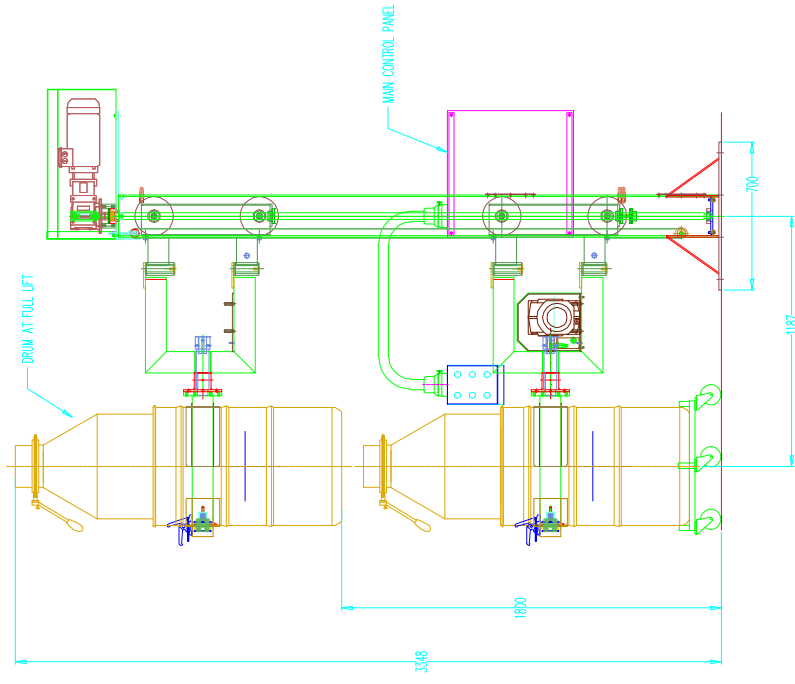 MAIN CONTROL PANEL
DRUM AT FULL LIFT
700
1187
1800
3348